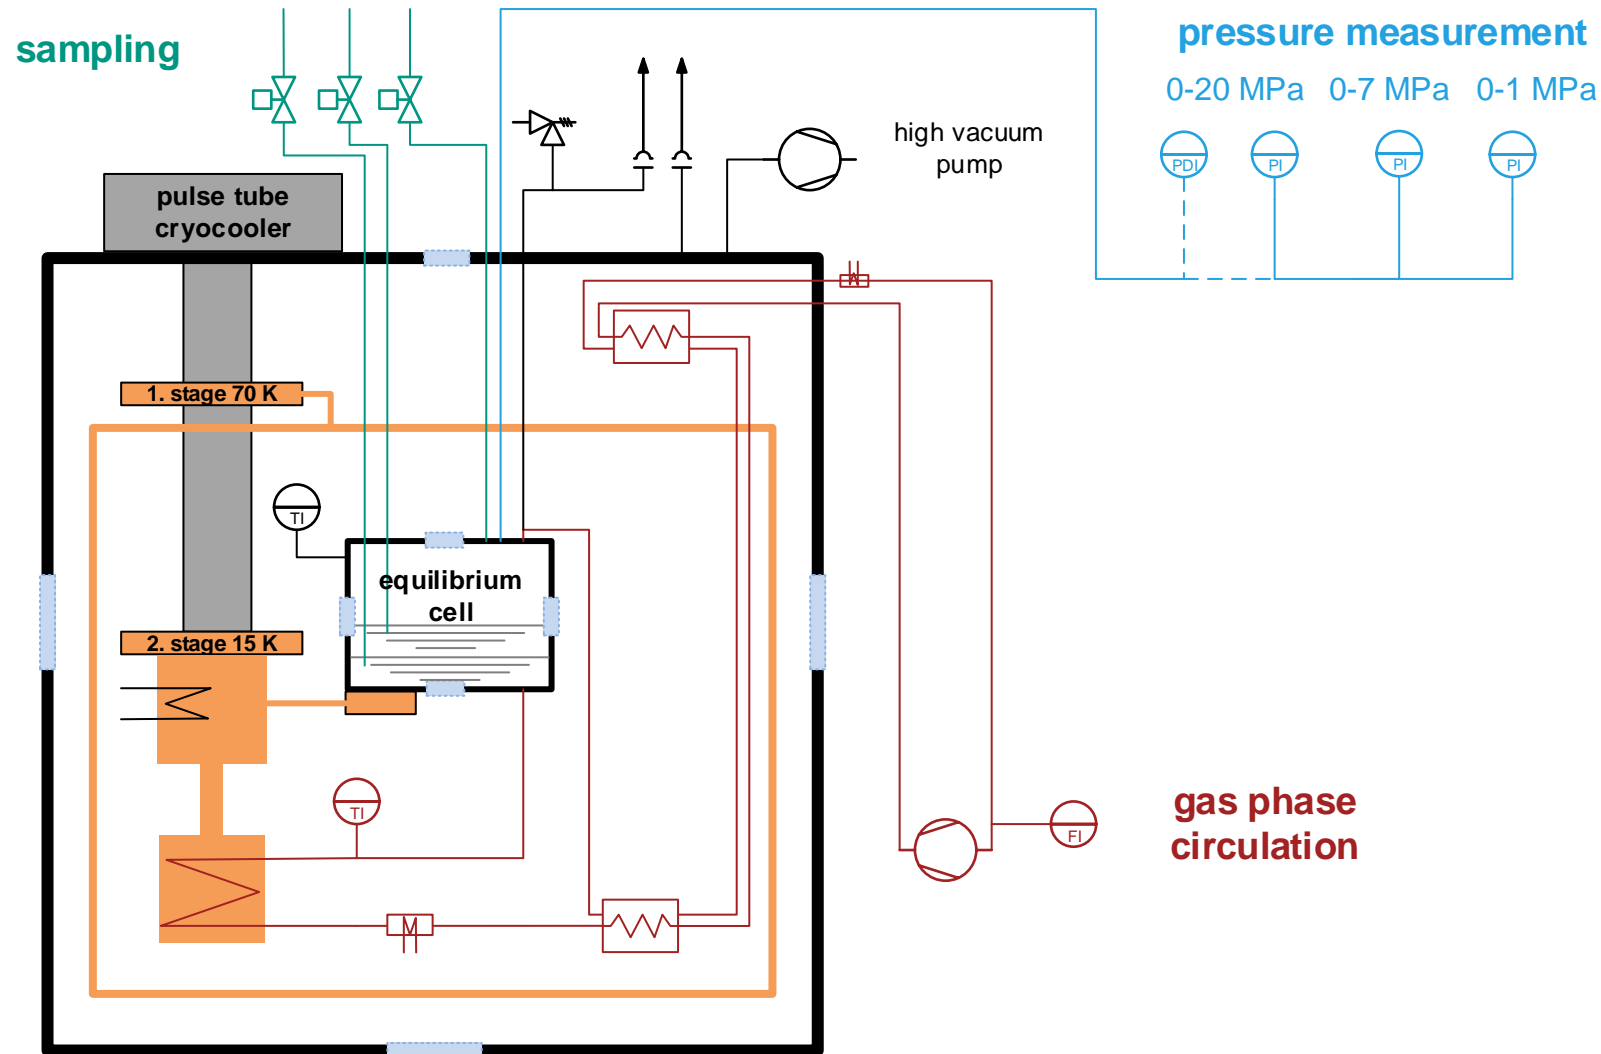 sampling
pressure measurement
0-20 MPa 0-7 MPa 0-1 MPa
PDI PI PI PI
high vacuum
pump
pulse tube
cryocooler
1. stage 70 K
TI
equilibrium
cell
2. stage 15 K
TI
FI
gas phase
circulation